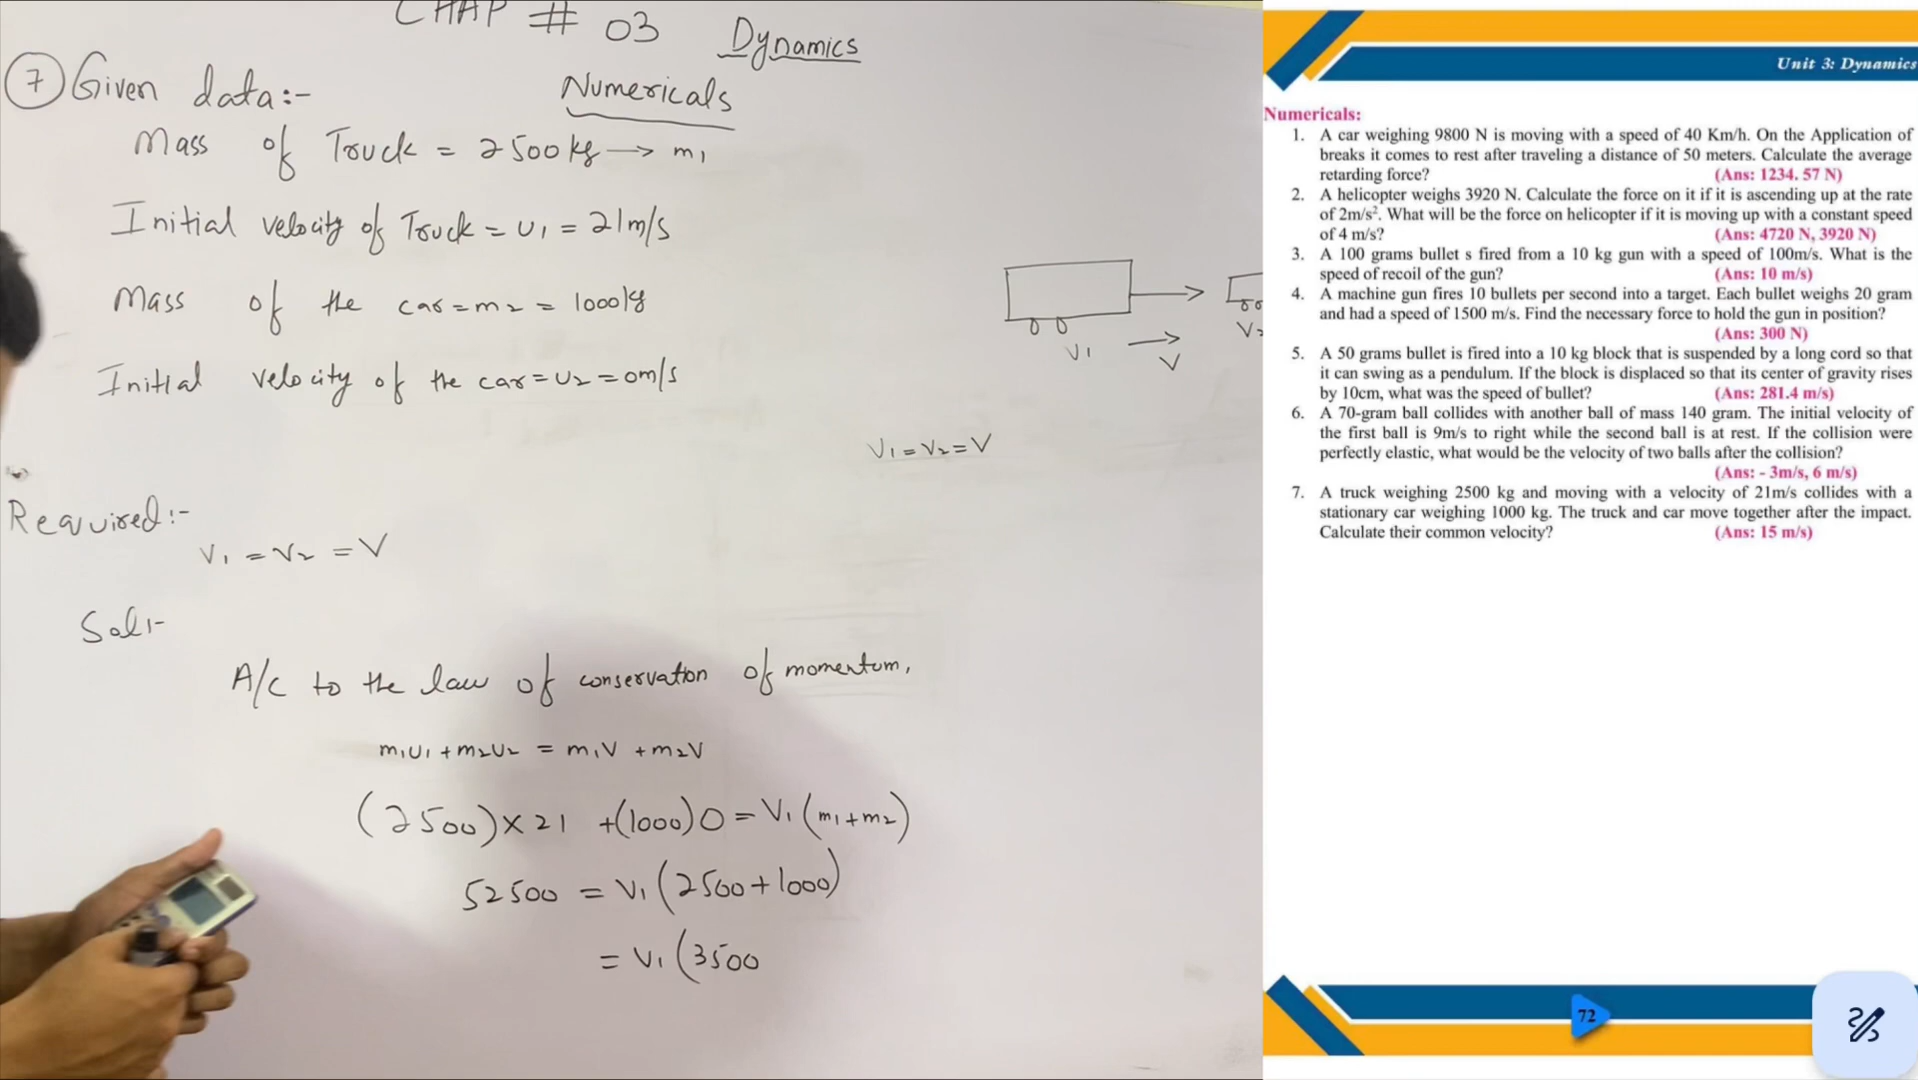 CHAP # 03 Dynamics
Numericals
7 Given data:-
Mass of Truck = 2500kg → m1
Initial velocity of Truck = U1 = 21m/s
Mass of the car = m2 = 1000kg
Initial velocity of the car = U2 = 0m/s
V1 V
V1 = V2 = V
Required:-
V1 = V2 = V
Sol:-
A/C to the law of conservation of momentum,
m1U1 + m2U2 = m1V + m2V
(2500) × 21 + (1000) 0 = V1 (m1 + m2)
52500 = V1 (2500 + 1000)
= V1 (3500
Unit 3: Dynamics
Numericals:
1. A car weighing 9800 N is moving with a speed of 40 Km/h. On the Application of
breaks it comes to rest after traveling a distance of 50 meters. Calculate the average
retarding force? (Ans: 1234. 57 N)
2. A helicopter weighs 3920 N. Calculate the force on it if it is ascending up at the rate
of 2m/s². What will be the force on helicopter if it is moving up with a constant speed
of 4 m/s? (Ans: 4720 N, 3920 N)
3. A 100 grams bullet s fired from a 10 kg gun with a speed of 100m/s. What is the
speed of recoil of the gun? (Ans: 10 m/s)
4. A machine gun fires 10 bullets per second into a target. Each bullet weighs 20 gram
and had a speed of 1500 m/s. Find the necessary force to hold the gun in position?
(Ans: 300 N)
5. A 50 grams bullet is fired into a 10 kg block that is suspended by a long cord so that
it can swing as a pendulum. If the block is displaced so that its center of gravity rises
by 10cm, what was the speed of bullet? (Ans: 281.4 m/s)
6. A 70-gram ball collides with another ball of mass 140 gram. The initial velocity of
the first ball is 9m/s to right while the second ball is at rest. If the collision were
perfectly elastic, what would be the velocity of two balls after the collision?
(Ans: - 3m/s, 6 m/s)
7. A truck weighing 2500 kg and moving with a velocity of 21m/s collides with a
stationary car weighing 1000 kg. The truck and car move together after the impact.
Calculate their common velocity? (Ans: 15 m/s)
72